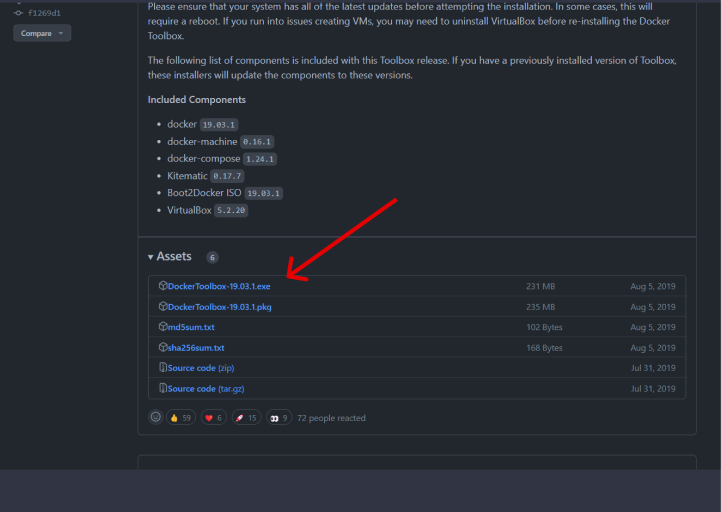 f1269d1
Compare
Please ensure that your system has all of the latest updates before attempting the installation. In some cases, this will
require a reboot. If you run into issues creating VMs, you may need to uninstall VirtualBox before re-installing the Docker
Toolbox.
The following list of components is included with this Toolbox release. If you have a previously installed version of Toolbox,
these installers will update the components to these versions.
Included Components
• docker 19.03.1
• docker-machine 0.16.1
• docker-compose 1.24.1
• Kitematic 0.17.7
• Boot2Docker ISO 19.03.1
• VirtualBox 5.2.20
Assets 6
DockerToolbox-19.03.1.exe 231 MB Aug 5, 2019
DockerToolbox-19.03.1.pkg 235 MB Aug 5, 2019
md5sum.txt 102 Bytes Aug 5, 2019
sha256sum.txt 168 Bytes Aug 5, 2019
Source code (zip) Jul 31, 2019
Source code (tar.gz) Jul 31, 2019
59 6 15 9 72 people reacted